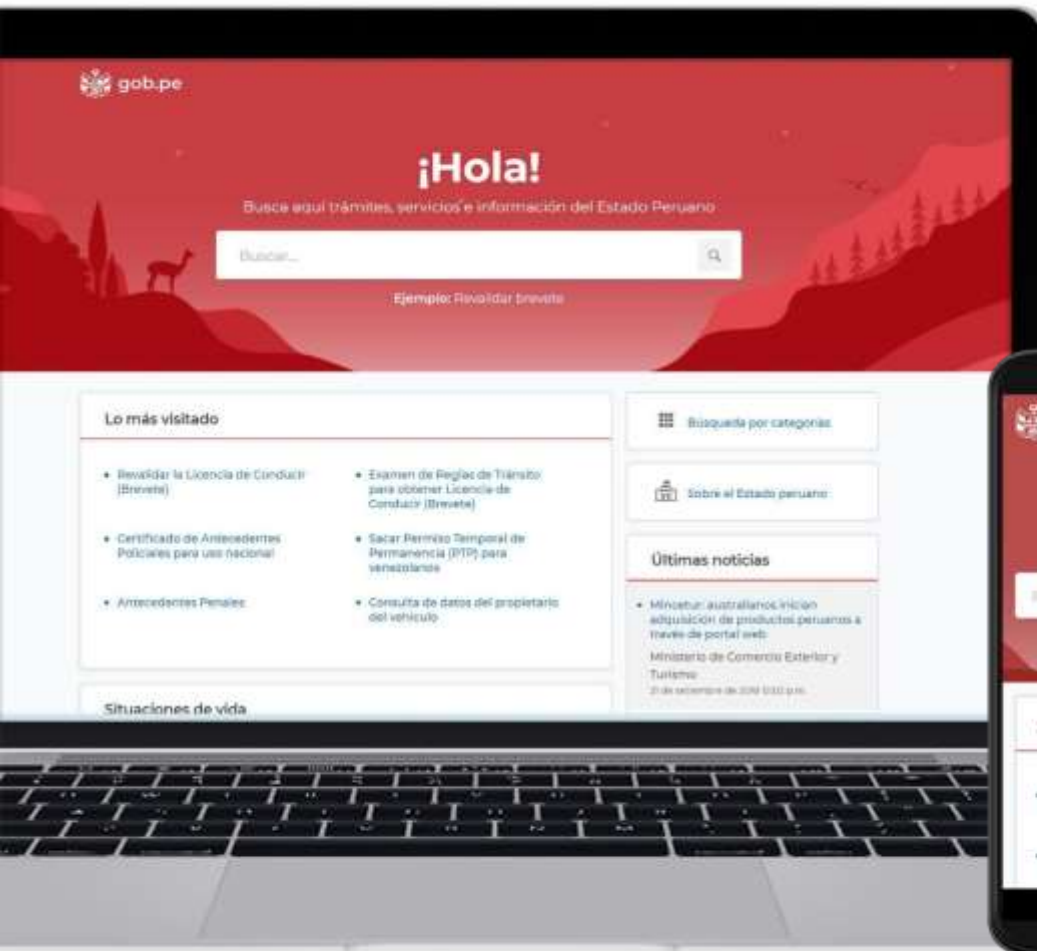 gob.pe
¡Hola!
Busca aquí trámites, servicios e información del Estado Peruano
Buscar...
Ejemplo: Revalidar brevete
Lo más visitado
• Revalidar la Licencia de Conducir
(Brevete)
• Certificado de Antecedentes
Policiales para uso nacional
• Antecedentes Penales
• Examen de Reglas de Tránsito
para obtener Licencia de
Conducir (Brevete)
• Sacar Permiso Temporal de
Permanencia (PTP) para
venezolanos
• Consulta de datos del propietario
del vehículo
Situaciones de vida
Búsqueda por categorías
Sobre el Estado peruano
Últimas noticias
• Mincetur: australianos inician
adquisición de productos peruanos a
través de portal web
Ministerio de Comercio Exterior y
Turismo
21 de setiembre de